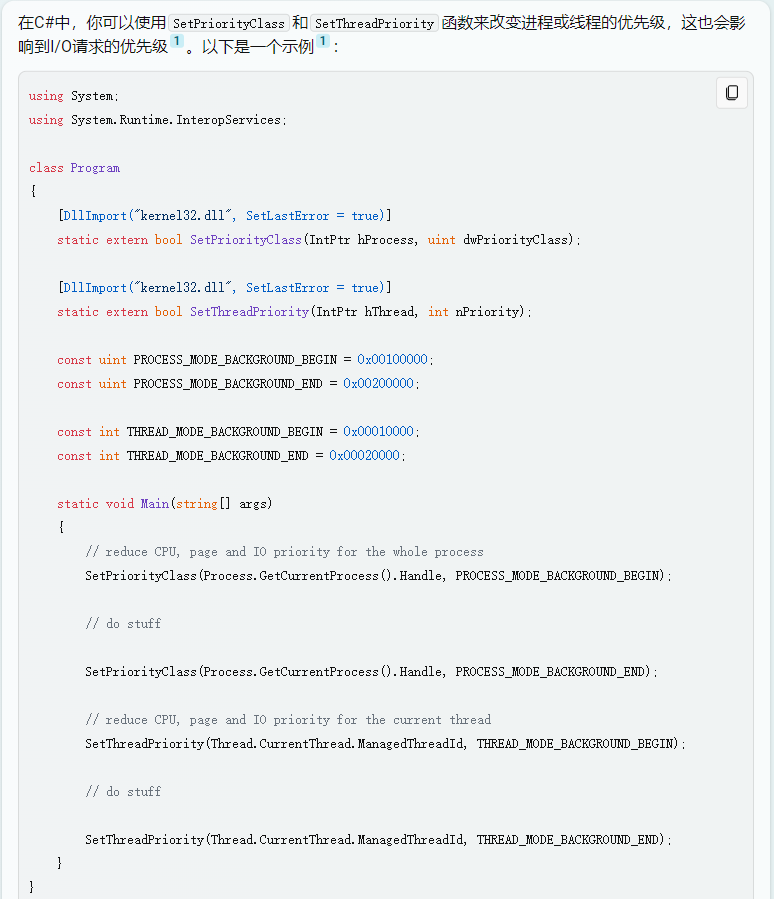 在C#中，你可以使用 SetPriorityClass 和 SetThreadPriority 函数来改变进程或线程的优先级，这也会影
响到I/O请求的优先级 1 。以下是一个示例 1 ：
using System;
using System.Runtime.InteropServices;
class Program
{
    [DllImport("kernel32.dll", SetLastError = true)]
    static extern bool SetPriorityClass(IntPtr hProcess, uint dwPriorityClass);
    [DllImport("kernel32.dll", SetLastError = true)]
    static extern bool SetThreadPriority(IntPtr hThread, int nPriority);
    const uint PROCESS_MODE_BACKGROUND_BEGIN = 0x00100000;
    const uint PROCESS_MODE_BACKGROUND_END = 0x00200000;
    const int THREAD_MODE_BACKGROUND_BEGIN = 0x00010000;
    const int THREAD_MODE_BACKGROUND_END = 0x00020000;
    static void Main(string[] args)
    {
        // reduce CPU, page and IO priority for the whole process
        SetPriorityClass(Process.GetCurrentProcess().Handle, PROCESS_MODE_BACKGROUND_BEGIN);
        // do stuff
        SetPriorityClass(Process.GetCurrentProcess().Handle, PROCESS_MODE_BACKGROUND_END);
        // reduce CPU, page and IO priority for the current thread
        SetThreadPriority(Thread.CurrentThread.ManagedThreadId, THREAD_MODE_BACKGROUND_BEGIN);
        // do stuff
        SetThreadPriority(Thread.CurrentThread.ManagedThreadId, THREAD_MODE_BACKGROUND_END);
    }
}